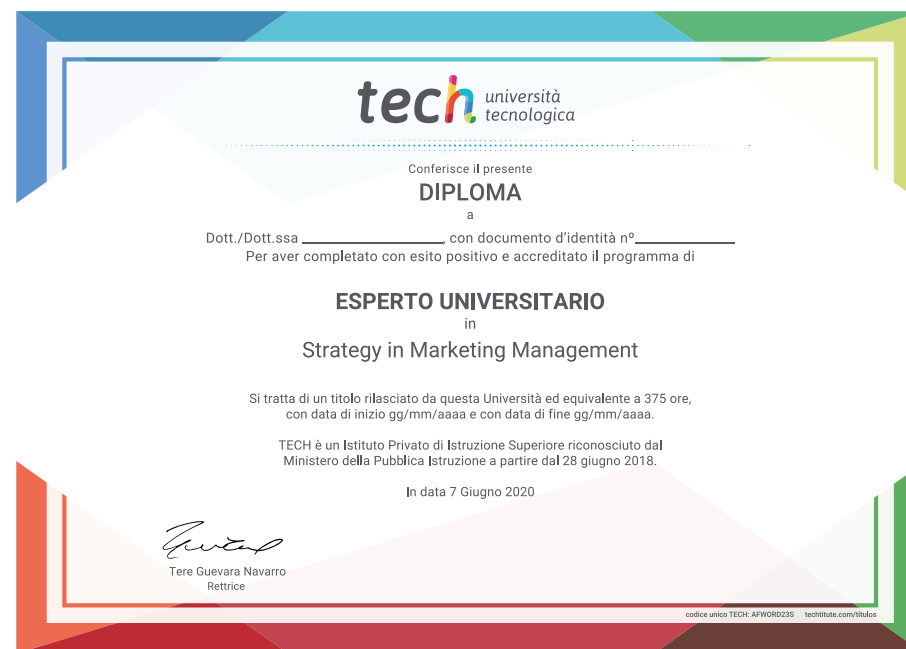 tech università
tecnologica
Conferisce il presente
DIPLOMA
a
Dott./Dott.ssa ____________________, con documento d'identità nº______________
Per aver completato con esito positivo e accreditato il programma di
ESPERTO UNIVERSITARIO
in
Strategy in Marketing Management
Si tratta di un titolo rilasciato da questa Università ed equivalente a 375 ore,
con data di inizio gg/mm/aaaa e con data di fine gg/mm/aaaa.
TECH è un Istituto Privato di Istruzione Superiore riconosciuto dal
Ministero della Pubblica Istruzione a partire dal 28 giugno 2018.
In data 7 Giugno 2020
Tere Guevara Navarro
Rettrice
codice unico TECH: AFWORD23S techtitute.com/titulos